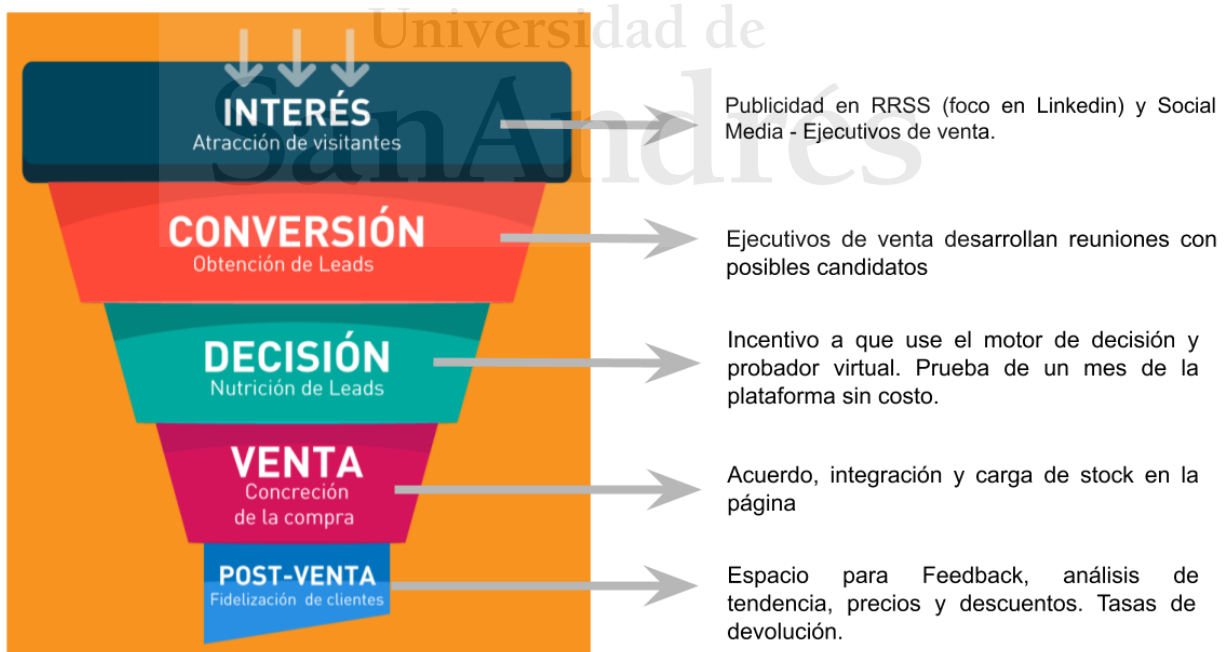 Universidad de
SanAndrés
INTERÉS
Atracción de visitantes
Publicidad en RRSS (foco en Linkedin) y Social
Media - Ejecutivos de venta.
CONVERSIÓN
Obtención de Leads
Ejecutivos de venta desarrollan reuniones con
posibles candidatos
DECISIÓN
Nutrición de Leads
Incentivo a que use el motor de decisión y
probador virtual. Prueba de un mes de la
plataforma sin costo.
VENTA
Concreción
de la compra
Acuerdo, integración y carga de stock en la
página
POST-VENTA
Fidelización de clientes
Espacio para Feedback, análisis de
tendencia, precios y descuentos. Tasas de
devolución.